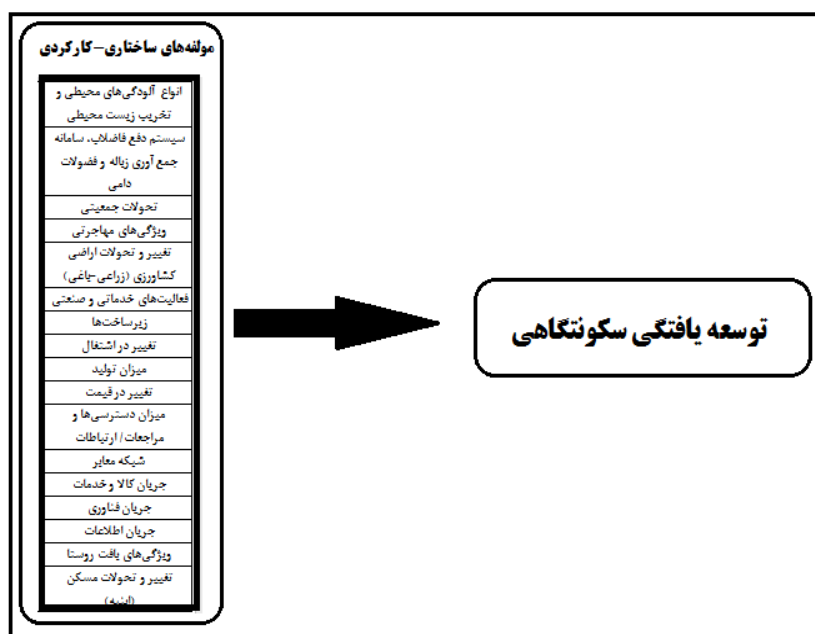 مولفه‌های ساختاری-کارکردی
انواع آلودگی‌های محیطی و
تخریب زیست محیطی
سیستم دفع فاضلاب، سامانه
جمع آوری زباله و فضولات
دامی
تحولات جمعیتی
ویژگی‌های مهاجرتی
تغییر و تحولات اراضی
کشاورزی (زراعی-باغی)
فعالیت‌های خدماتی و صنعتی
زیرساخت‌ها
تغییر در اشتغال
میزان تولید
تغییر در قیمت
میزان دسترسی‌ها و
مراجعات/ ارتباطات
شبکه معابر
جریان کالا و خدمات
جریان فناوری
جریان اطلاعات
ویژگی‌های بافت روستا
تغییر و تحولات مسکن
(ابنیه)
توسعه یافتگی سکونتگاهی